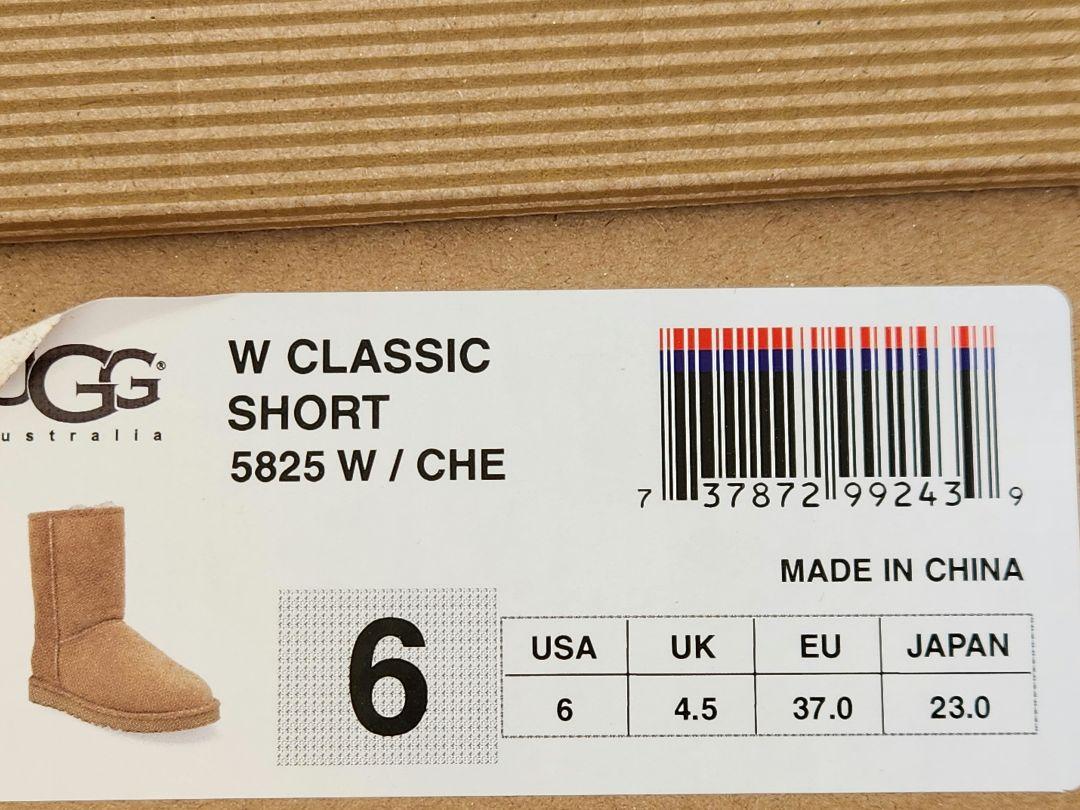 UGG®
ustralia
W CLASSIC
SHORT
5825 W / CHE
7 37872 99243 9
MADE IN CHINA
6
USA UK EU JAPAN
6 4.5 37.0 23.0